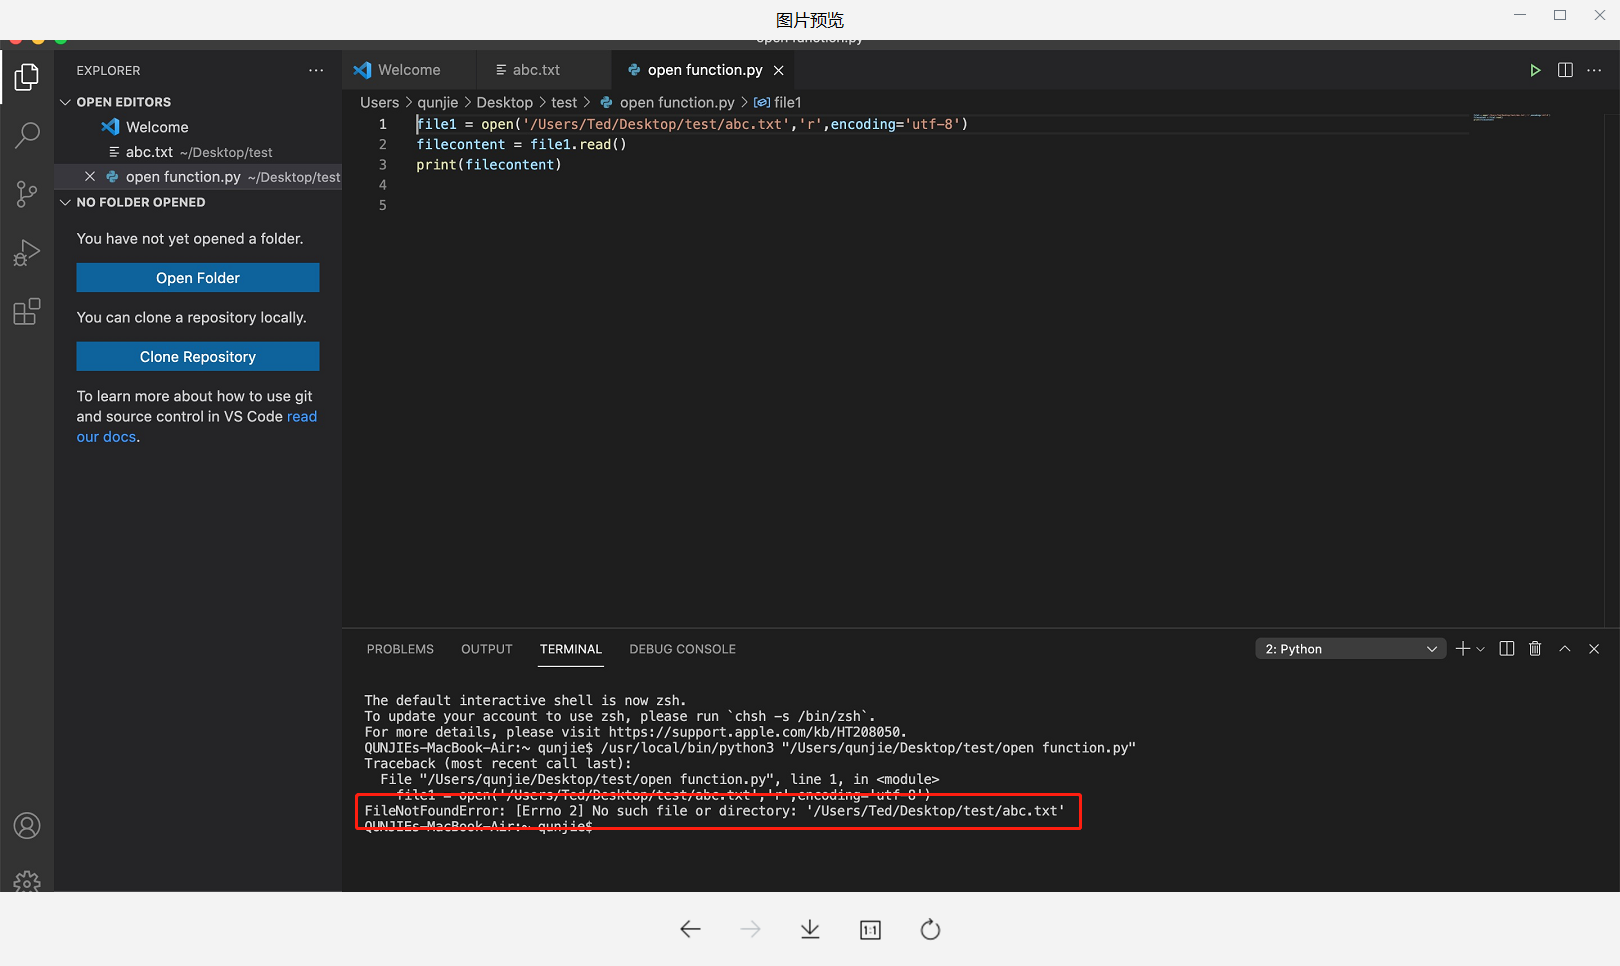 图片预览
open function.py
EXPLORER
Welcome
abc.txt
open function.py
OPEN EDITORS
Welcome
abc.txt ~/Desktop/test
open function.py ~/Desktop/test
NO FOLDER OPENED
You have not yet opened a folder.
Open Folder
You can clone a repository locally.
Clone Repository
To learn more about how to use git
and source control in VS Code read
our docs.
Users > qunjie > Desktop > test > open function.py > file1
1 file1 = open('/Users/Ted/Desktop/test/abc.txt','r',encoding='utf-8')
2 filecontent = file1.read()
3 print(filecontent)
4
5
PROBLEMS OUTPUT TERMINAL DEBUG CONSOLE
2: Python
The default interactive shell is now zsh.
To update your account to use zsh, please run `chsh -s /bin/zsh`.
For more details, please visit https://support.apple.com/kb/HT208050.
QUNJIEs-MacBook-Air:~ qunjie$ /usr/local/bin/python3 "/Users/qunjie/Desktop/test/open function.py"
Traceback (most recent call last):
File "/Users/qunjie/Desktop/test/open function.py", line 1, in <module>
file1 = open('/Users/Ted/Desktop/test/abc.txt','r',encoding='utf-8')
FileNotFoundError: [Errno 2] No such file or directory: '/Users/Ted/Desktop/test/abc.txt'
QUNJIEs-MacBook-Air:~ qunjie$
1:1